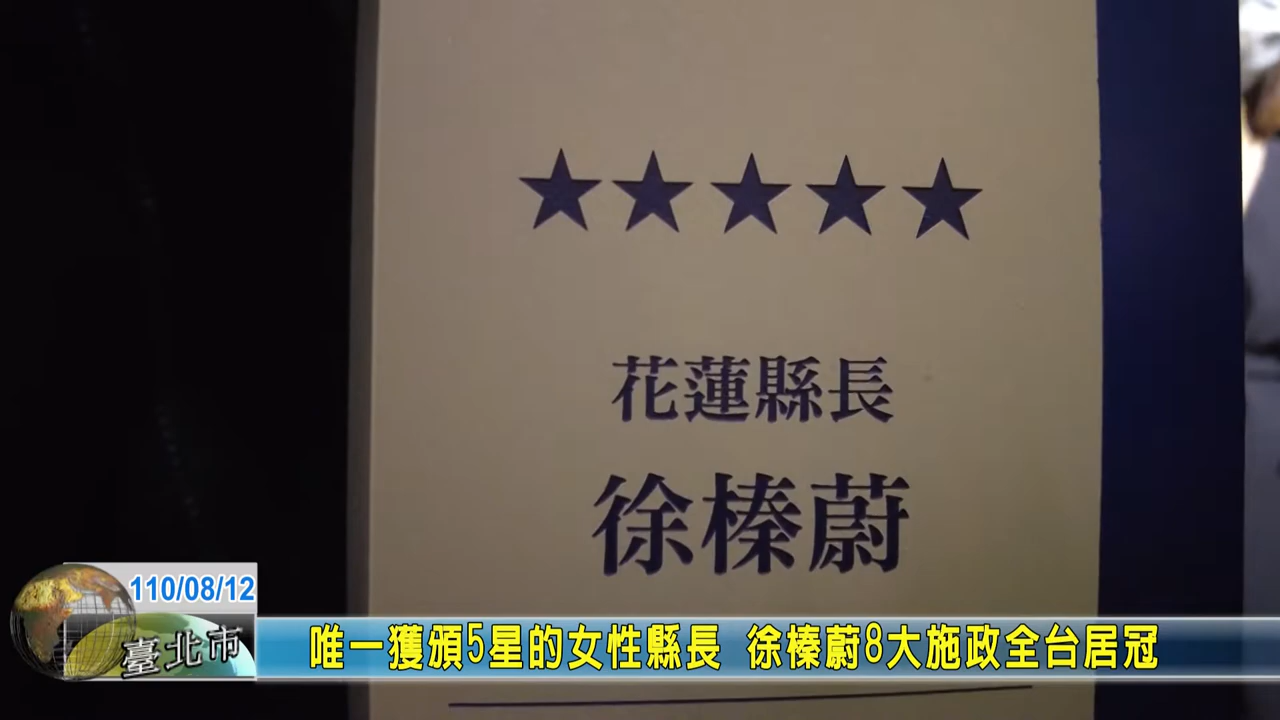 ★★★★★
花蓮縣長
徐榛蔚
110/08/12
臺北市
唯一獲頒5星的女性縣長 徐榛蔚8大施政全台居冠